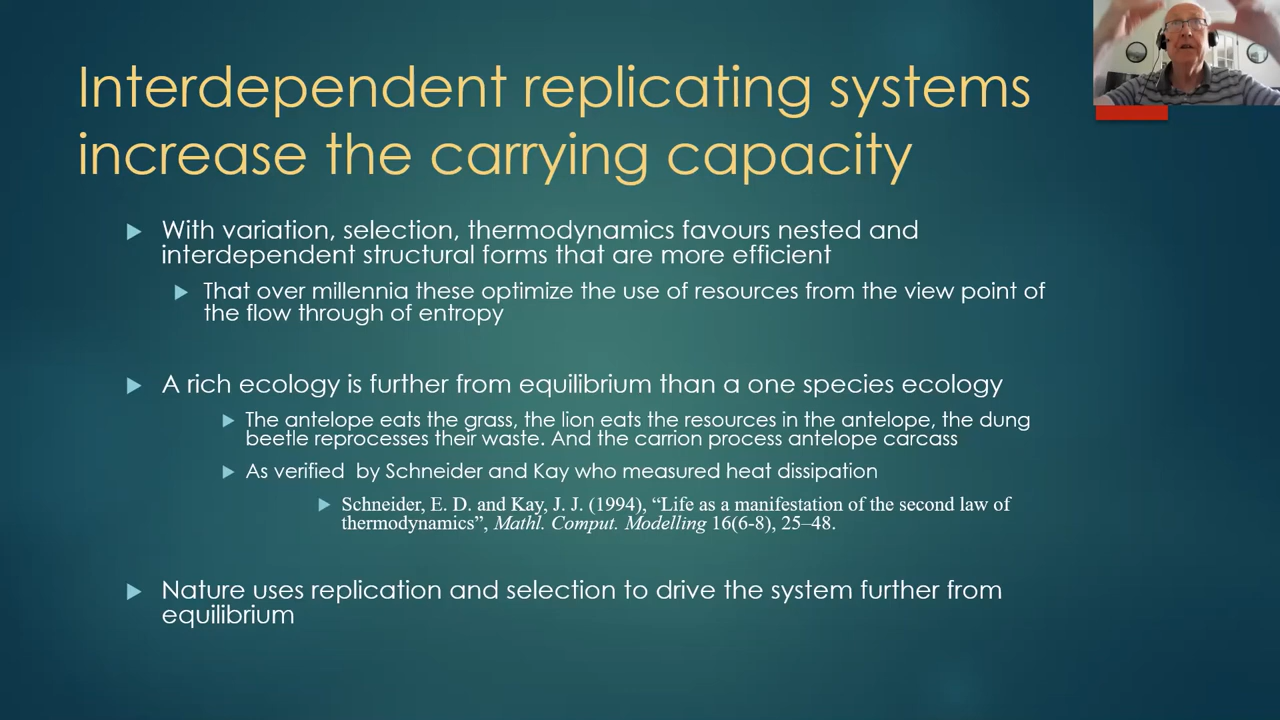 Interdependent replicating systems
increase the carrying capacity
With variation, selection, thermodynamics favours nested and
interdependent structural forms that are more efficient
That over millennia these optimize the use of resources from the view point of
the flow through of entropy
A rich ecology is further from equilibrium than a one species ecology
The antelope eats the grass, the lion eats the resources in the antelope, the dung
beetle reprocesses their waste. And the carrion process antelope carcass
As verified  by Schneider and Kay who measured heat dissipation
Schneider, E. D. and Kay, J. J. (1994), “Life as a manifestation of the second law of
thermodynamics”, Mathl. Comput. Modelling 16(6-8), 25–48.
Nature uses replication and selection to drive the system further from
equilibrium